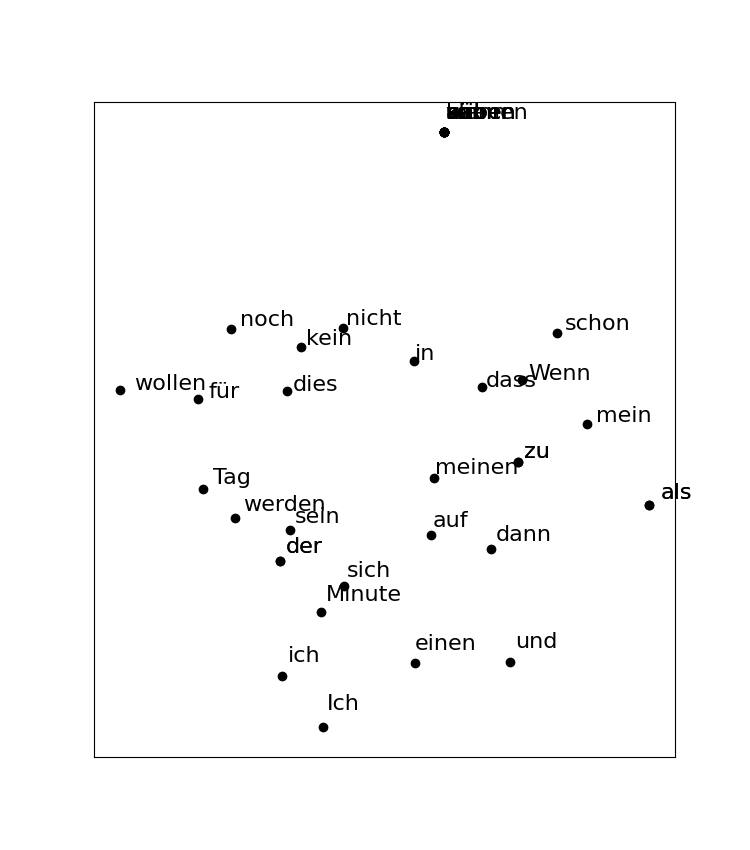 noch
nicht
schon
kein
in
wollen
für
dies
dass
Wenn
mein
zu
meinen
Tag
als
werden
sein
auf
dann
der
sich
Minute
einen
und
ich
Ich